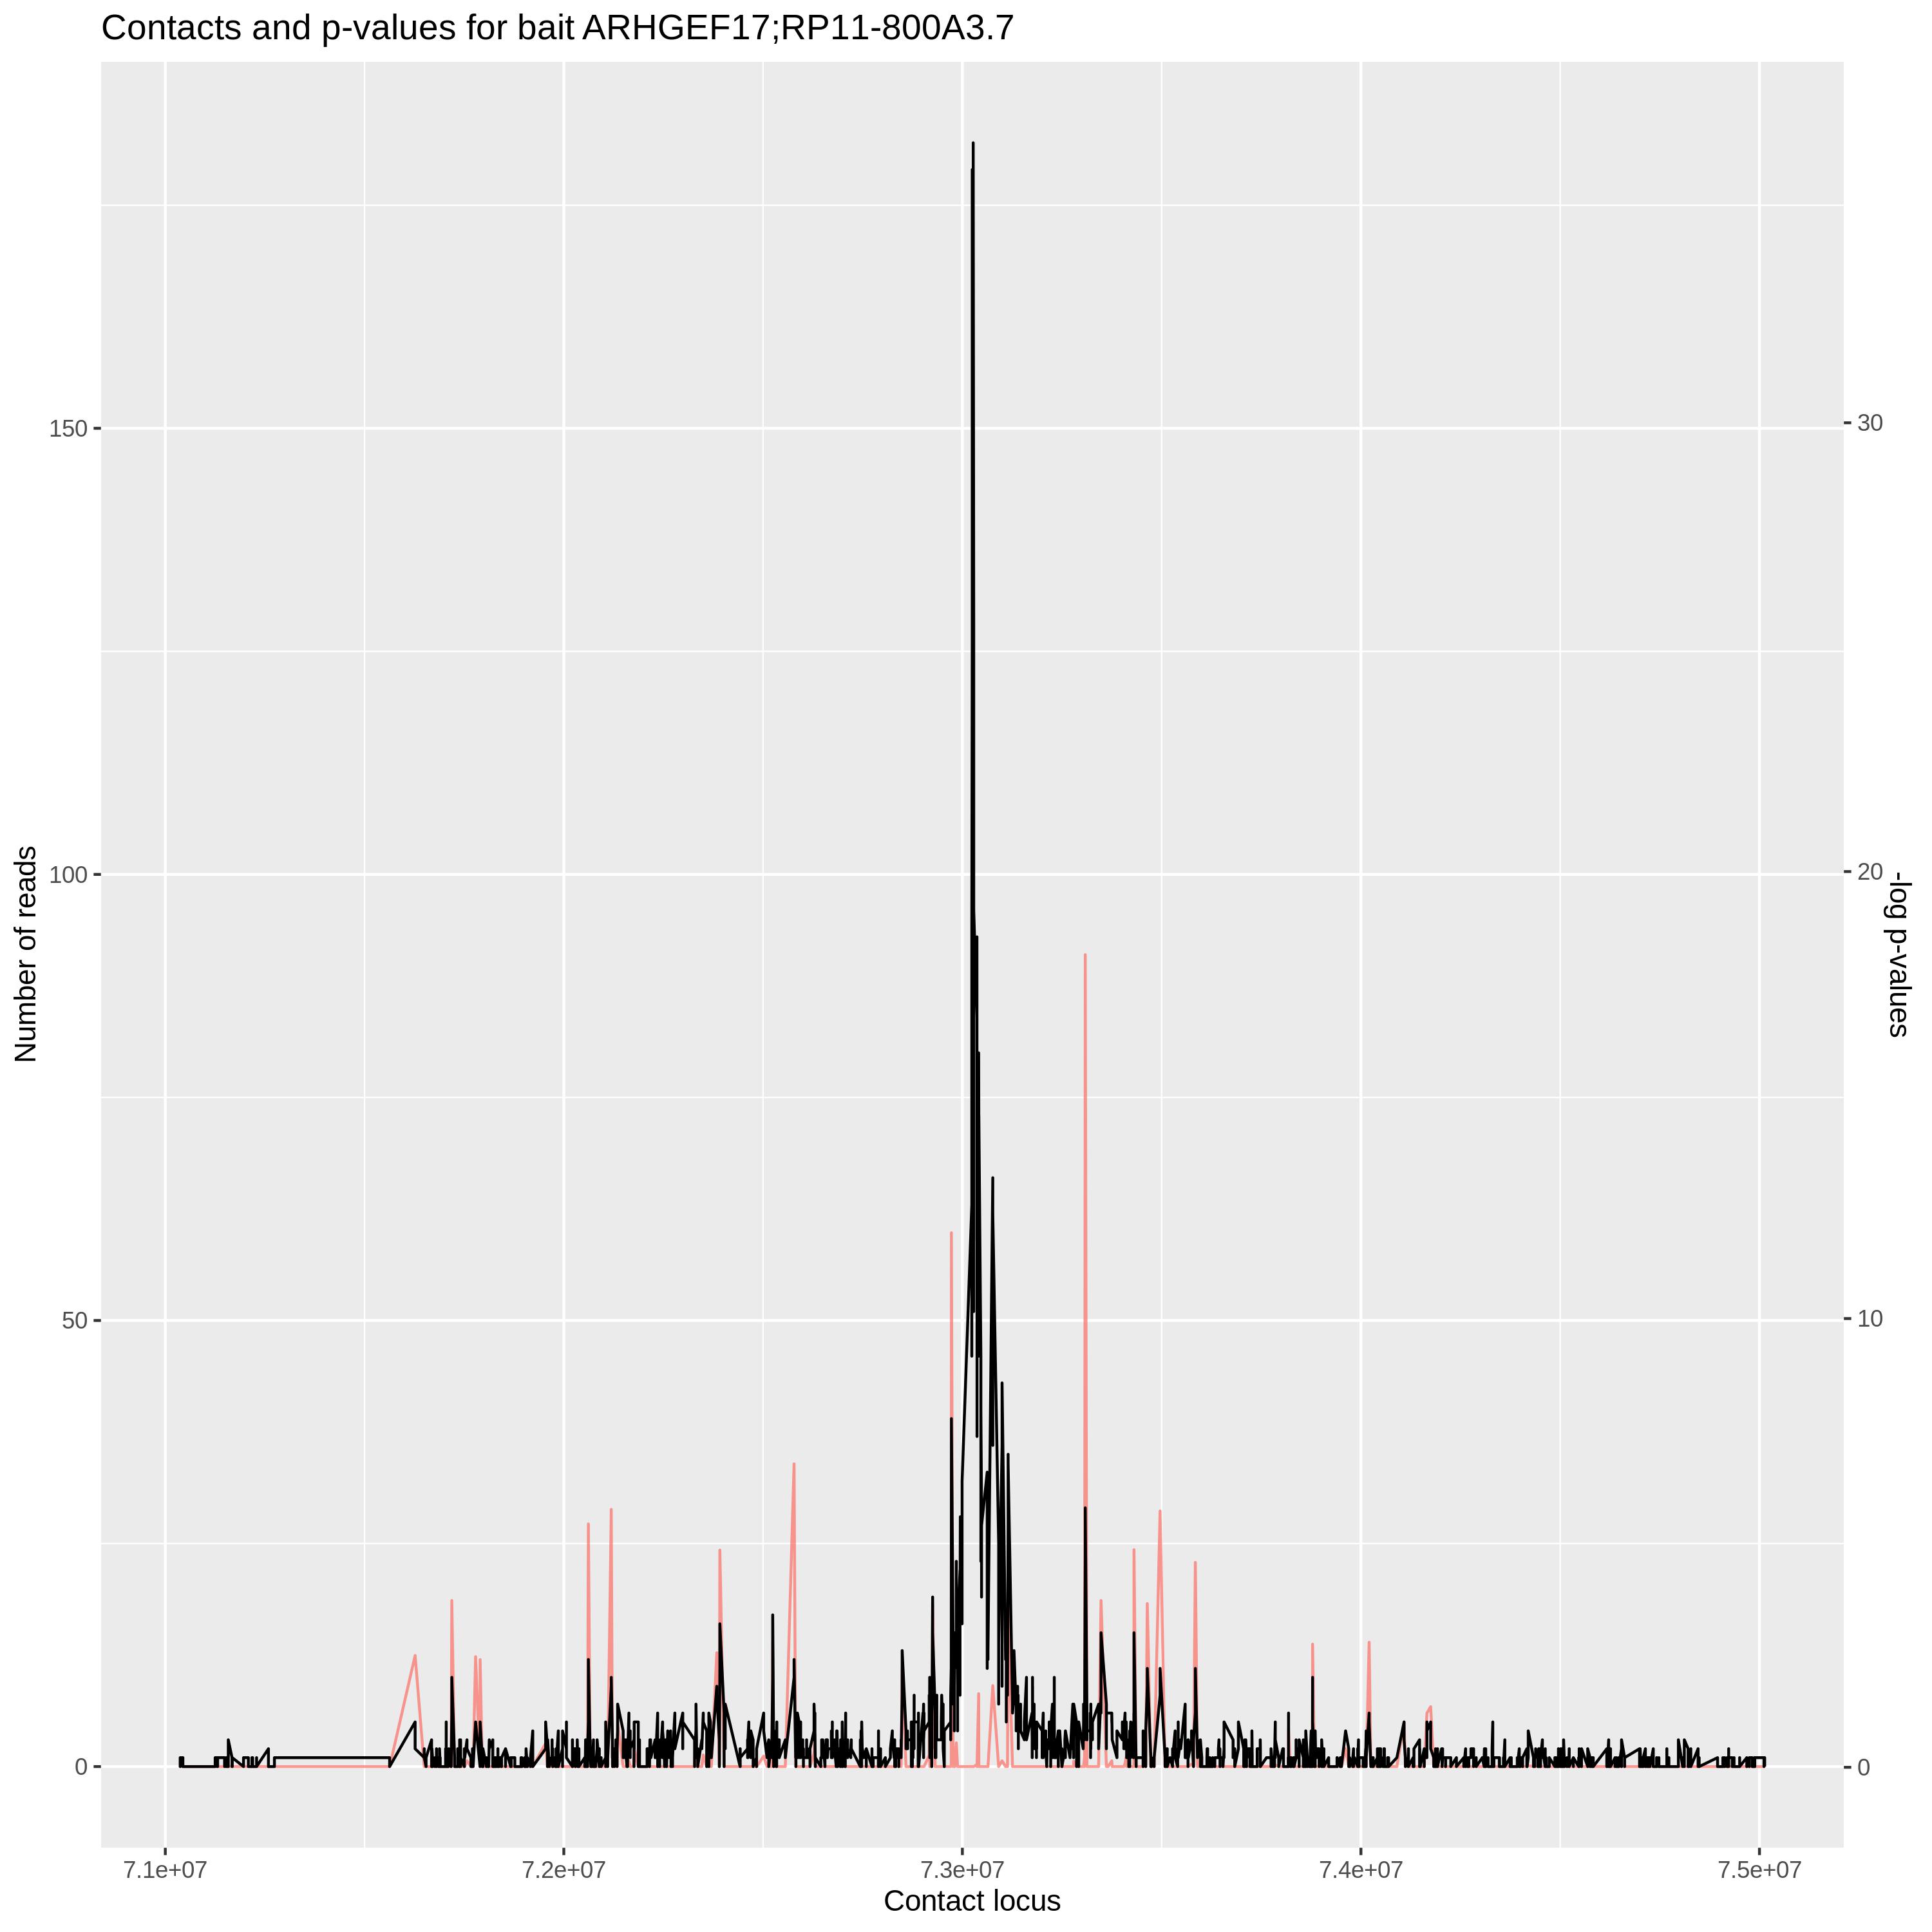 Contacts and p-values for bait ARHGEF17;RP11-800A3.7
150
100
50
0
Number of reads
30
20
10
0
-log p-values
7.1e+07 7.2e+07 7.3e+07 7.4e+07 7.5e+07
Contact locus